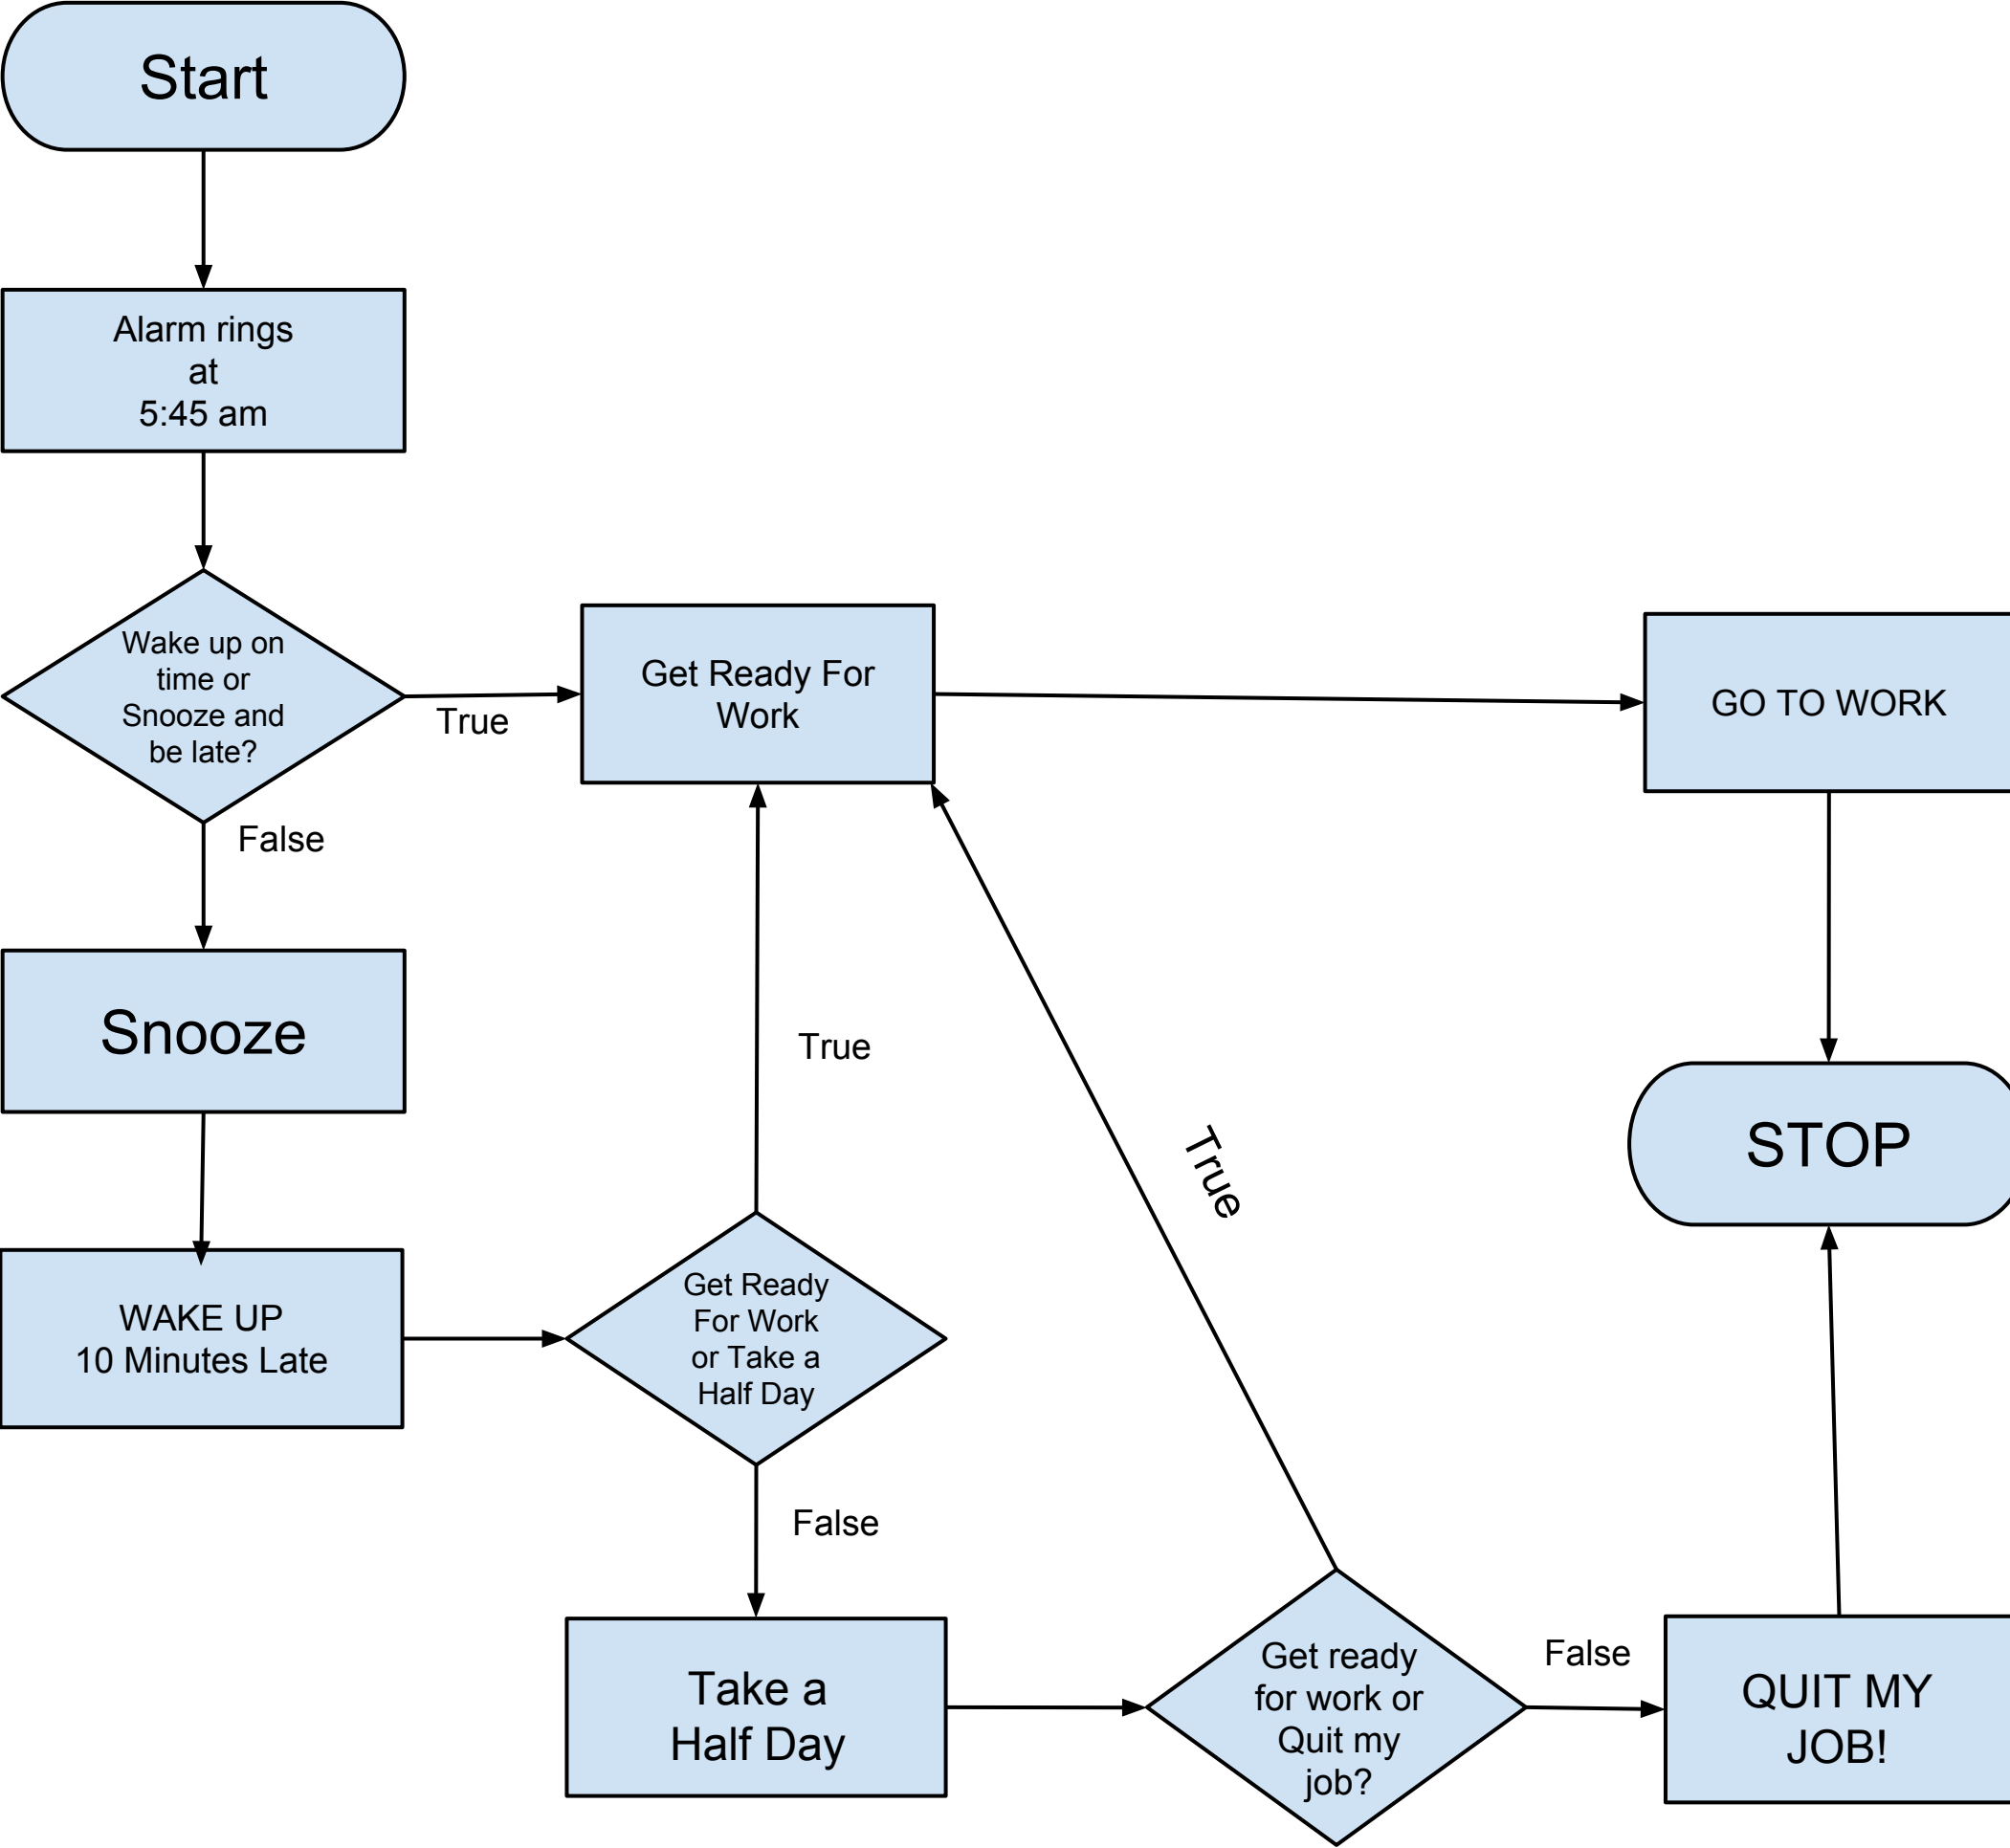 Start
Alarm rings
at
5:45 am
Wake up on
time or
Snooze and
be late?
True
Get Ready For
Work
GO TO WORK
False
Snooze
True
True
STOP
WAKE UP
10 Minutes Late
Get Ready
For Work
or Take a
Half Day
False
Take a
Half Day
Get ready
for work or
Quit my
job?
False
QUIT MY
JOB!